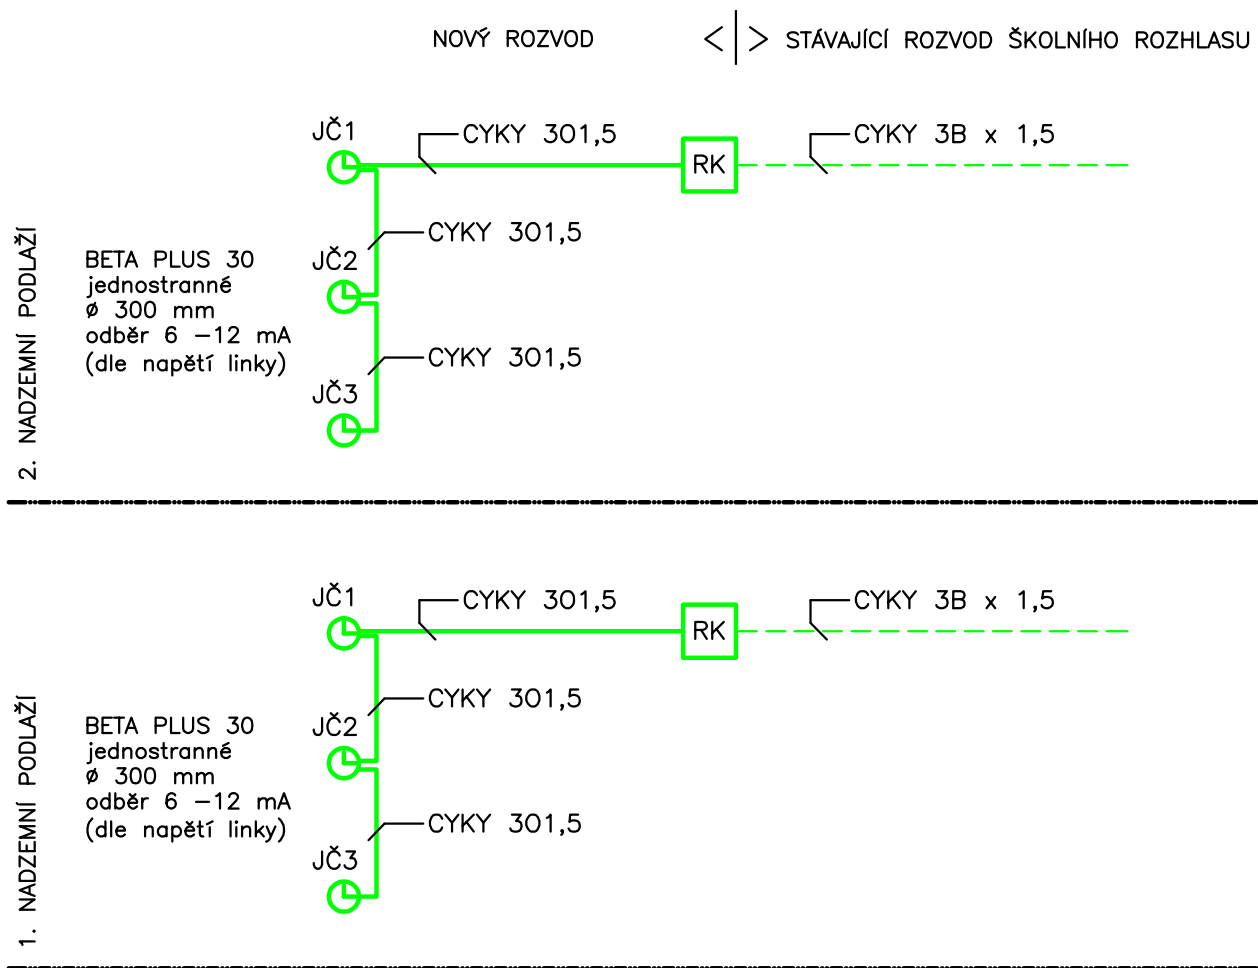 NOVÝ ROZVOD
< > STÁVAJÍCÍ ROZVOD ŠKOLNÍHO ROZHLASU
JČ1
CYKY 3O1,5
RK
CYKY 3B x 1,5
CYKY 3O1,5
2. NADZEMNÍ PODLAŽÍ
BETA PLUS 30
jednostranné
ø 300 mm
odběr 6 -12 mA
(dle napětí linky)
JČ2
CYKY 3O1,5
JČ3
JČ1
CYKY 3O1,5
RK
CYKY 3B x 1,5
CYKY 3O1,5
1. NADZEMNÍ PODLAŽÍ
BETA PLUS 30
jednostranné
ø 300 mm
odběr 6 -12 mA
(dle napětí linky)
JČ2
CYKY 3O1,5
JČ3